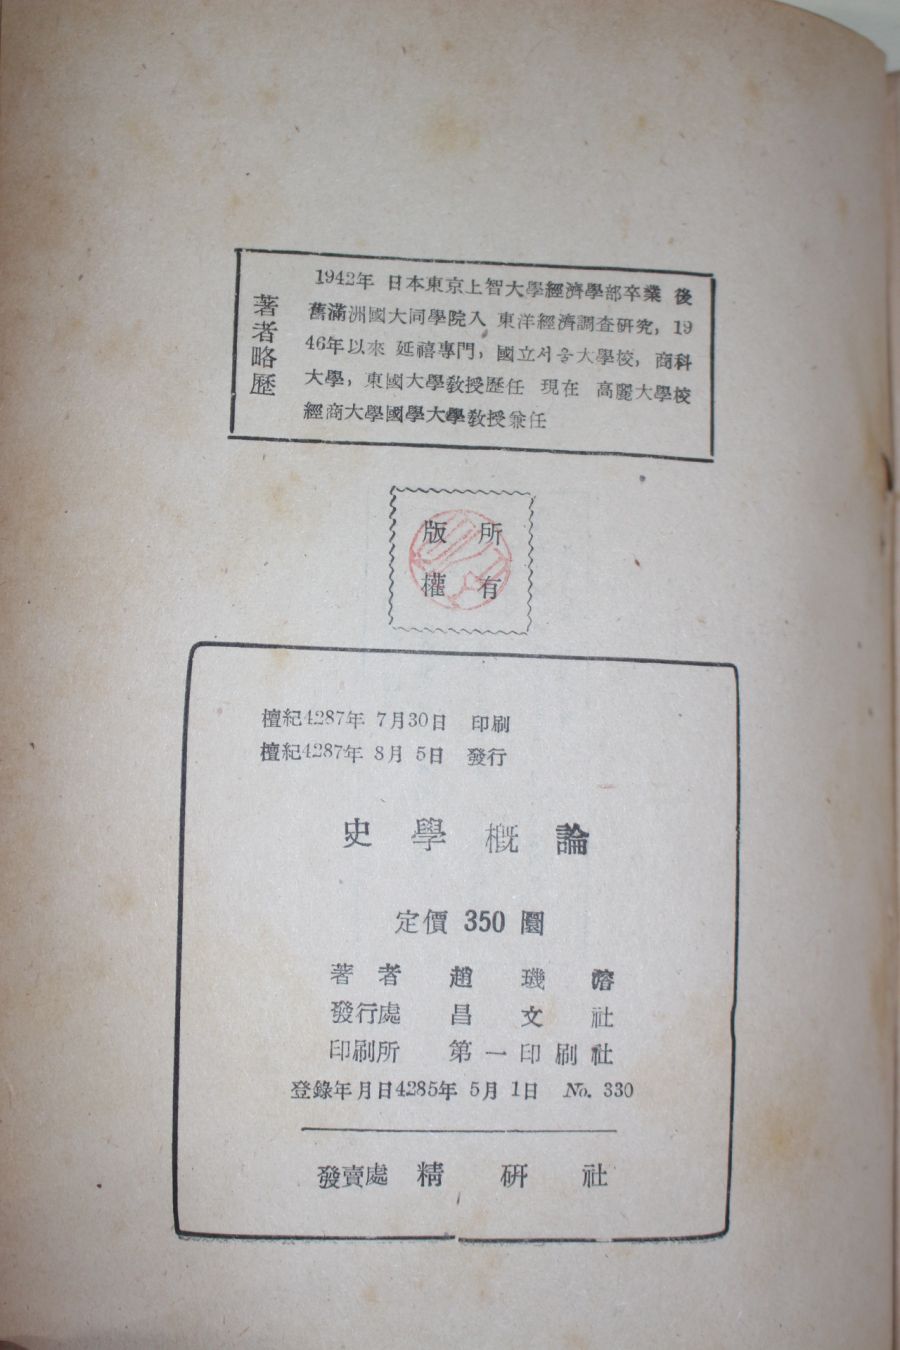 著者略歷
1942年 日本東京上智大學經濟學部卒業 後
舊滿洲國大同學院入 東洋經濟調査硏究, 19
46年以來 延禧專門, 國立서울大學校, 商科
大學, 東國大學敎授歷任 現在 高麗大學校
經商大學國學大學敎授兼任
版 所
權 有
檀紀4287年 7月30日 印刷
檀紀4287年 8月 5日 發行
史學槪論
定價 350 圜
著者 趙璣濬
發行處 昌文社
印刷所 第一印刷社
登錄年月日4285年 5月 1日 No. 330
發賣處 精硏社